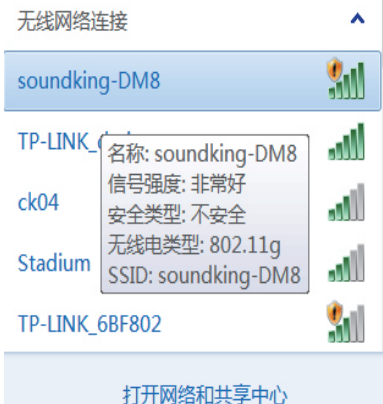 无线网络连接
soundking-DM8
TP-LINK_
名称: soundking-DM8
信号强度: 非常好
ck04
安全类型: 不安全
无线电类型: 802.11g
Stadium
SSID: soundking-DM8
TP-LINK_6BF802
打开网络和共享中心